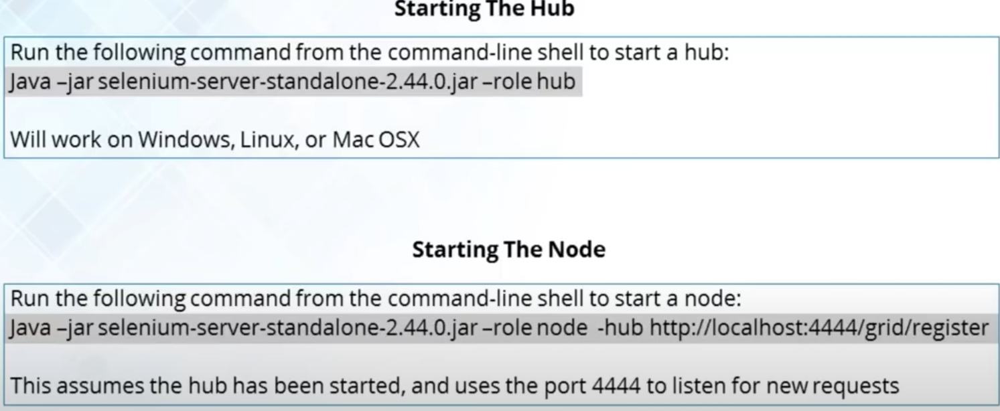 Starting The Hub
Run the following command from the command-line shell to start a hub:
Java –jar selenium-server-standalone-2.44.0.jar –role hub
Will work on Windows, Linux, or Mac OSX
Starting The Node
Run the following command from the command-line shell to start a node:
Java –jar selenium-server-standalone-2.44.0.jar –role node -hub http://localhost:4444/grid/register
This assumes the hub has been started, and uses the port 4444 to listen for new requests